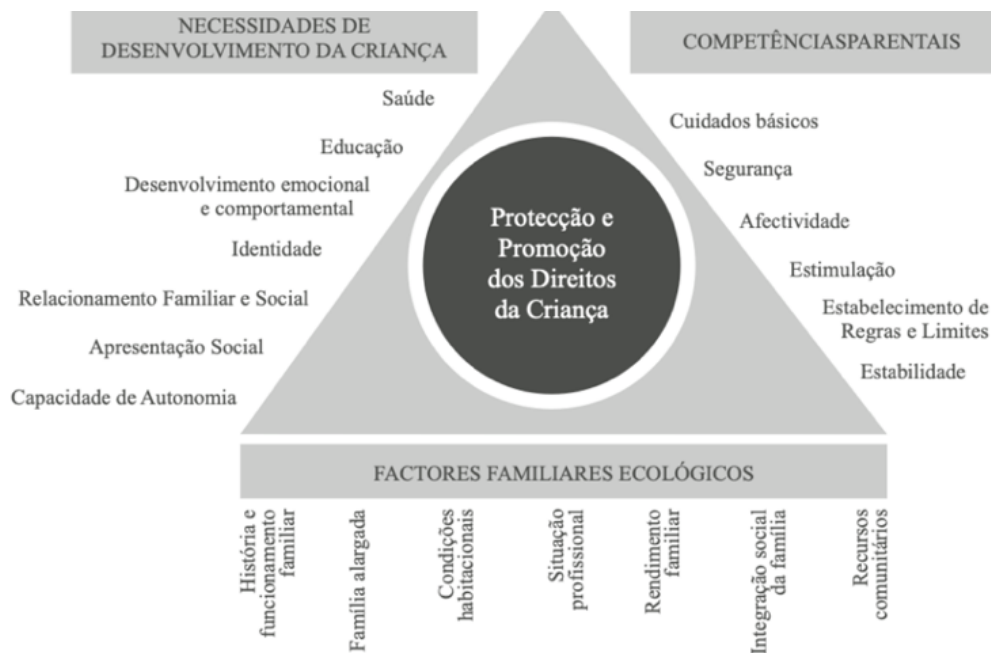 NECESSIDADES DE
DESENVOLVIMENTO DA CRIANÇA
COMPETÊNCIASPARENTAIS
Saúde
Educação
Desenvolvimento emocional
e comportamental
Identidade
Relacionamento Familiar e Social
Apresentação Social
Capacidade de Autonomia
Protecção e
Promoção
dos Direitos
da Criança
Cuidados básicos
Segurança
Afectividade
Estimulação
Estabelecimento de
Regras e Limites
Estabilidade
FACTORES FAMILIARES ECOLÓGICOS
História e
funcionamento
familiar
Família alargada
Condições
habitacionais
Situação
profissional
Rendimento
familiar
Integração social
da família
Recursos
comunitários